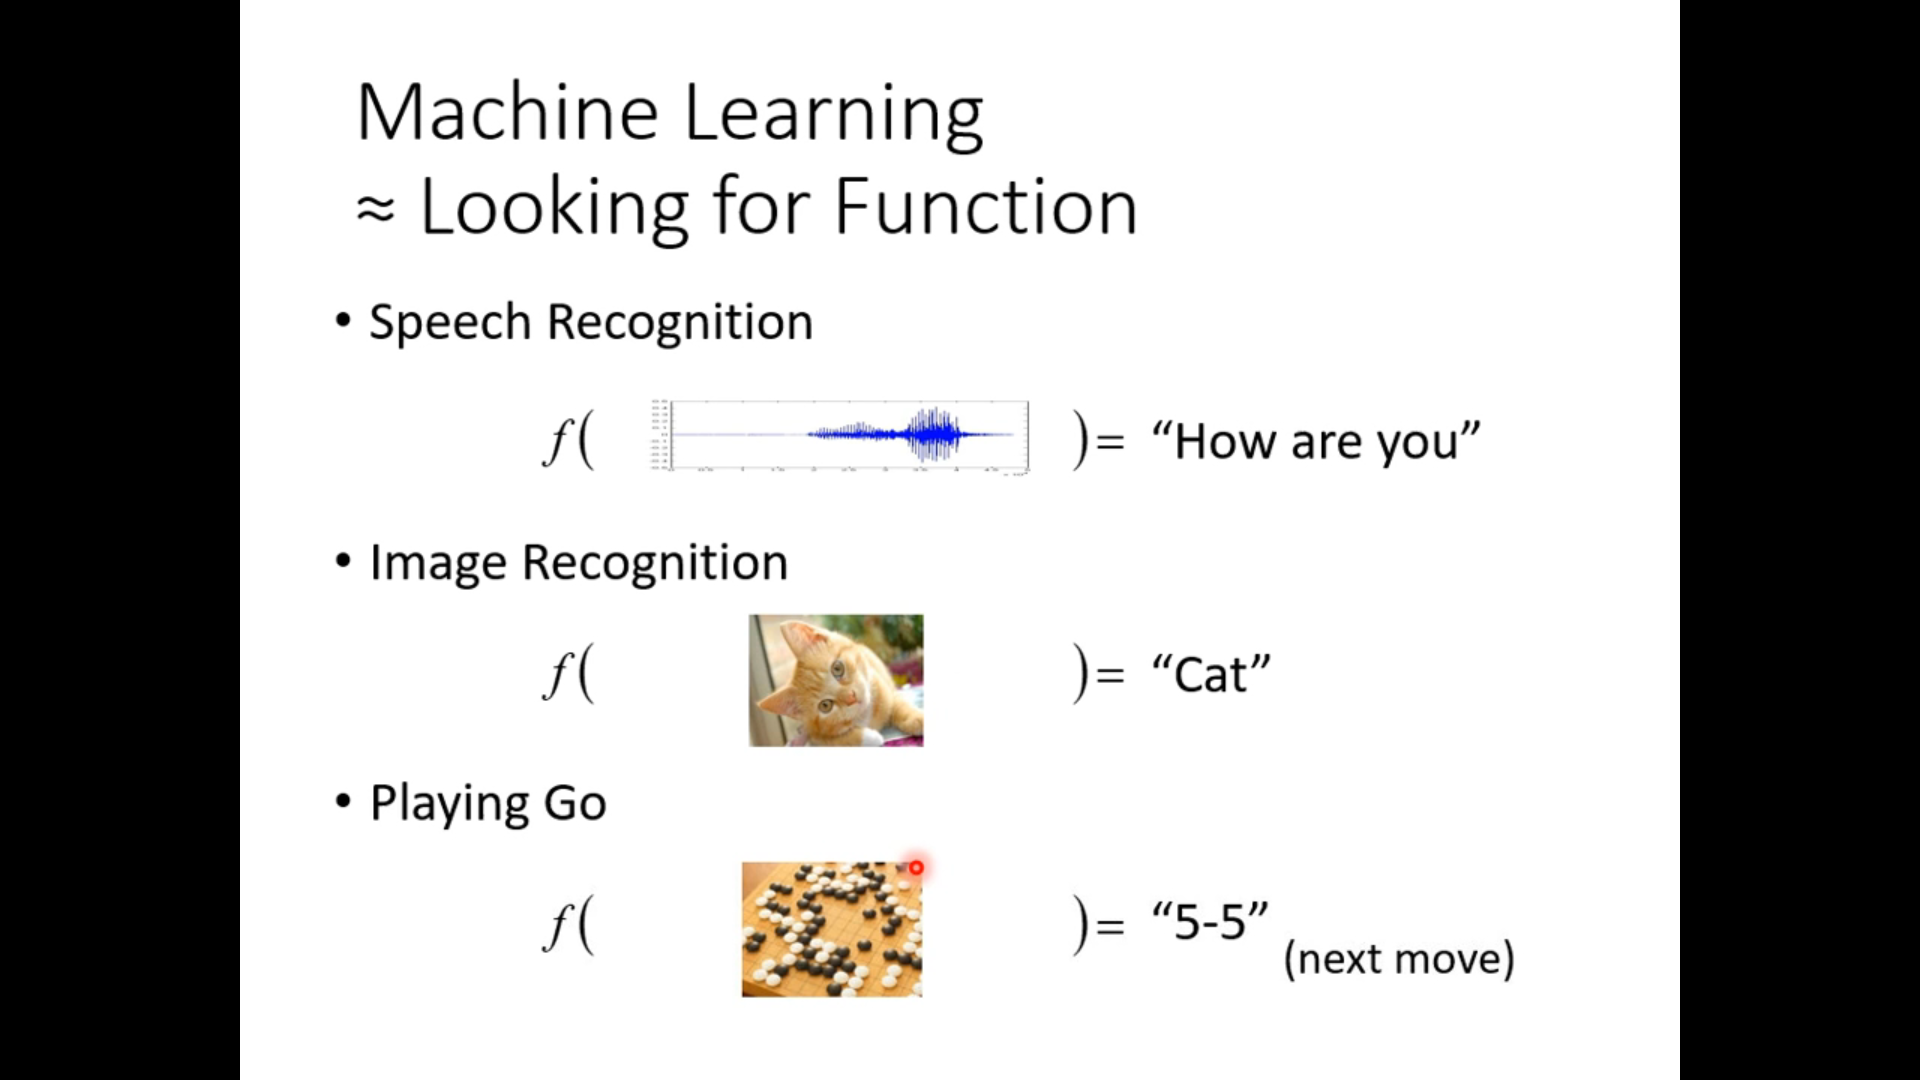 Machine Learning
≈ Looking for Function
• Speech Recognition
f( )= “How are you”
• Image Recognition
f( )= “Cat”
• Playing Go
f( )= “5-5”
(next move)